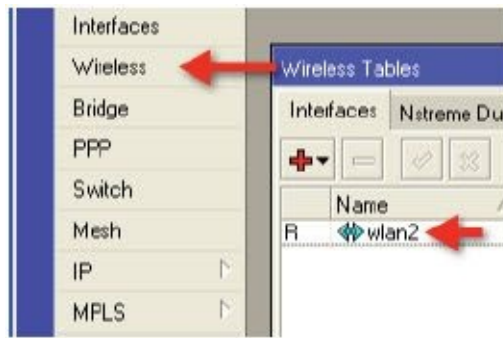 Interfaces
Wireless
Bridge
PPP
Switch
Mesh
IP
MPLS
Wireless Tables
Interfaces Nstreme Du
Name
R wlan2